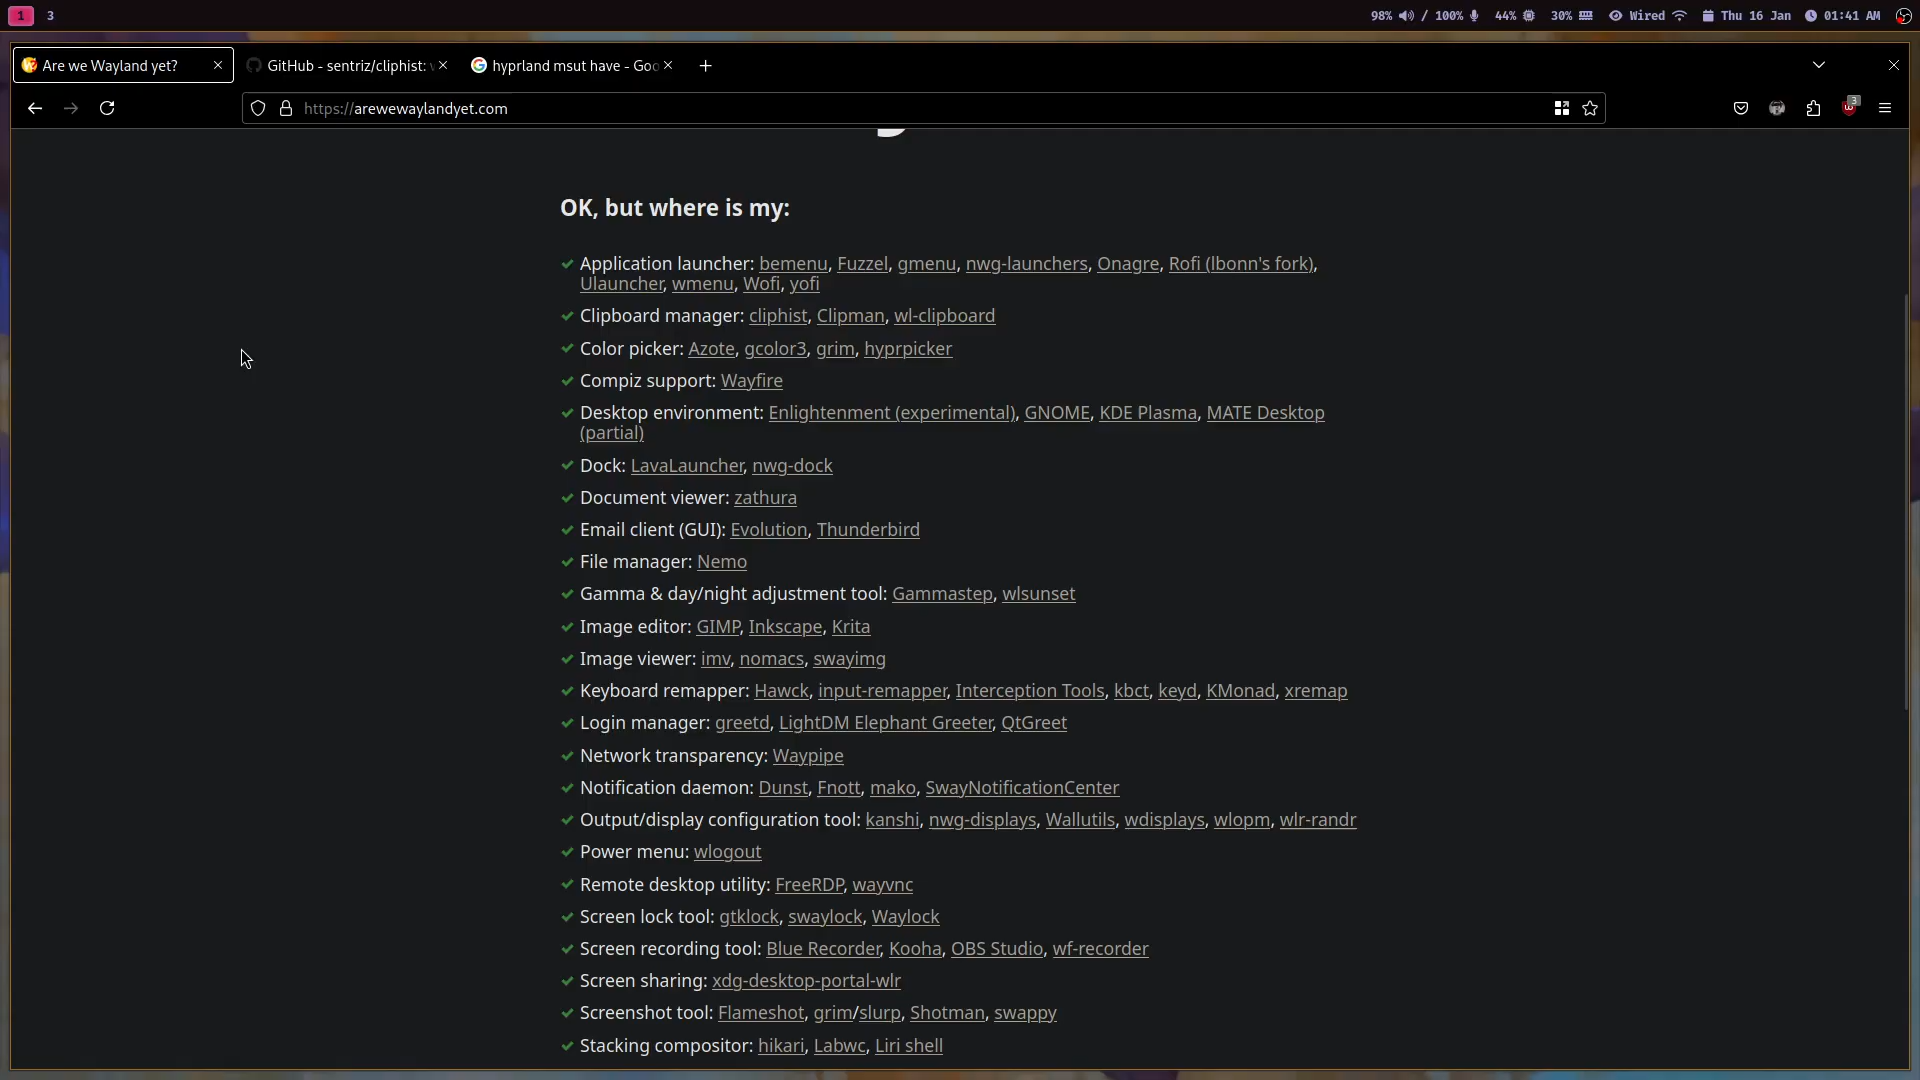 1 3 98% / 100% 44% 30% Wired Thu 16 Jan 01:41 AM
Are we Wayland yet? GitHub - sentriz/cliphist: hyprland msut have - Goo
https://arewewaylandyet.com 3
OK, but where is my:
Application launcher: bemenu, Fuzzel, gmenu, nwg-launchers, Onagre, Rofi (lbonn's fork),
Ulauncher, wmenu, Wofi, yofi
Clipboard manager: cliphist, Clipman, wl-clipboard
Color picker: Azote, gcolor3, grim, hyprpicker
Compiz support: Wayfire
Desktop environment: Enlightenment (experimental), GNOME, KDE Plasma, MATE Desktop
(partial)
Dock: LavaLauncher, nwg-dock
Document viewer: zathura
Email client (GUI): Evolution, Thunderbird
File manager: Nemo
Gamma & day/night adjustment tool: Gammastep, wlsunset
Image editor: GIMP, Inkscape, Krita
Image viewer: imv, nomacs, swayimg
Keyboard remapper: Hawck, input-remapper, Interception Tools, kbct, keyd, KMonad, xremap
Login manager: greetd, LightDM Elephant Greeter, QtGreet
Network transparency: Waypipe
Notification daemon: Dunst, Fnott, mako, SwayNotificationCenter
Output/display configuration tool: kanshi, nwg-displays, Wallutils, wdisplays, wlopm, wlr-randr
Power menu: wlogout
Remote desktop utility: FreeRDP, wayvnc
Screen lock tool: gtklock, swaylock, Waylock
Screen recording tool: Blue Recorder, Kooha, OBS Studio, wf-recorder
Screen sharing: xdg-desktop-portal-wlr
Screenshot tool: Flameshot, grim/slurp, Shotman, swappy
Stacking compositor: hikari, Labwc, Liri shell